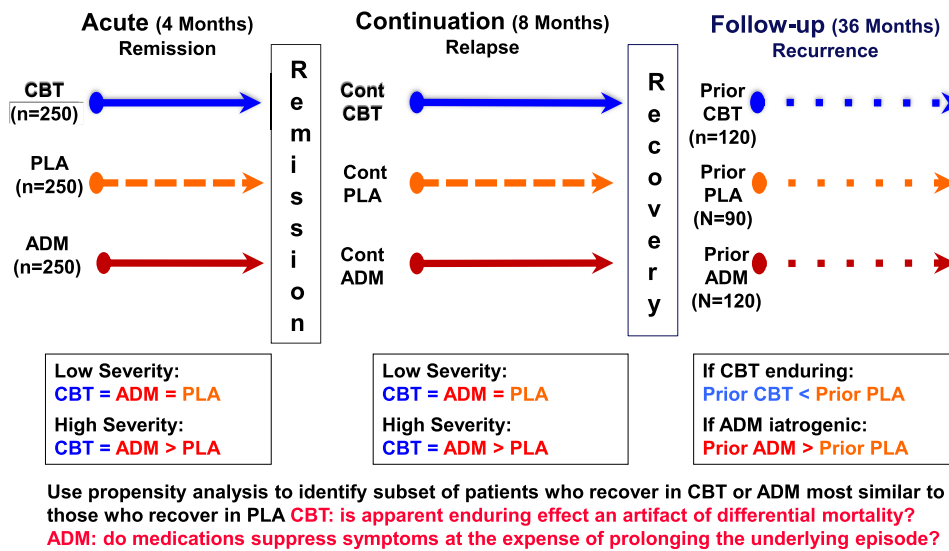 Acute (4 Months)
Remission
Continuation (8 Months)
Relapse
Follow-up (36 Months)
Recurrence
CBT
(n=250)
PLA
(n=250)
ADM
(n=250)
Remission
Cont
CBT
Cont
PLA
Cont
ADM
Recovery
Prior
CBT
(n=120)
Prior
PLA
(N=90)
Prior
ADM
(N=120)
Low Severity:
CBT = ADM = PLA
High Severity:
CBT = ADM > PLA
Low Severity:
CBT = ADM = PLA
High Severity:
CBT = ADM > PLA
If CBT enduring:
Prior CBT < Prior PLA
If ADM iatrogenic:
Prior ADM > Prior PLA
Use propensity analysis to identify subset of patients who recover in CBT or ADM most similar to
those who recover in PLA CBT: is apparent enduring effect an artifact of differential mortality?
ADM: do medications suppress symptoms at the expense of prolonging the underlying episode?